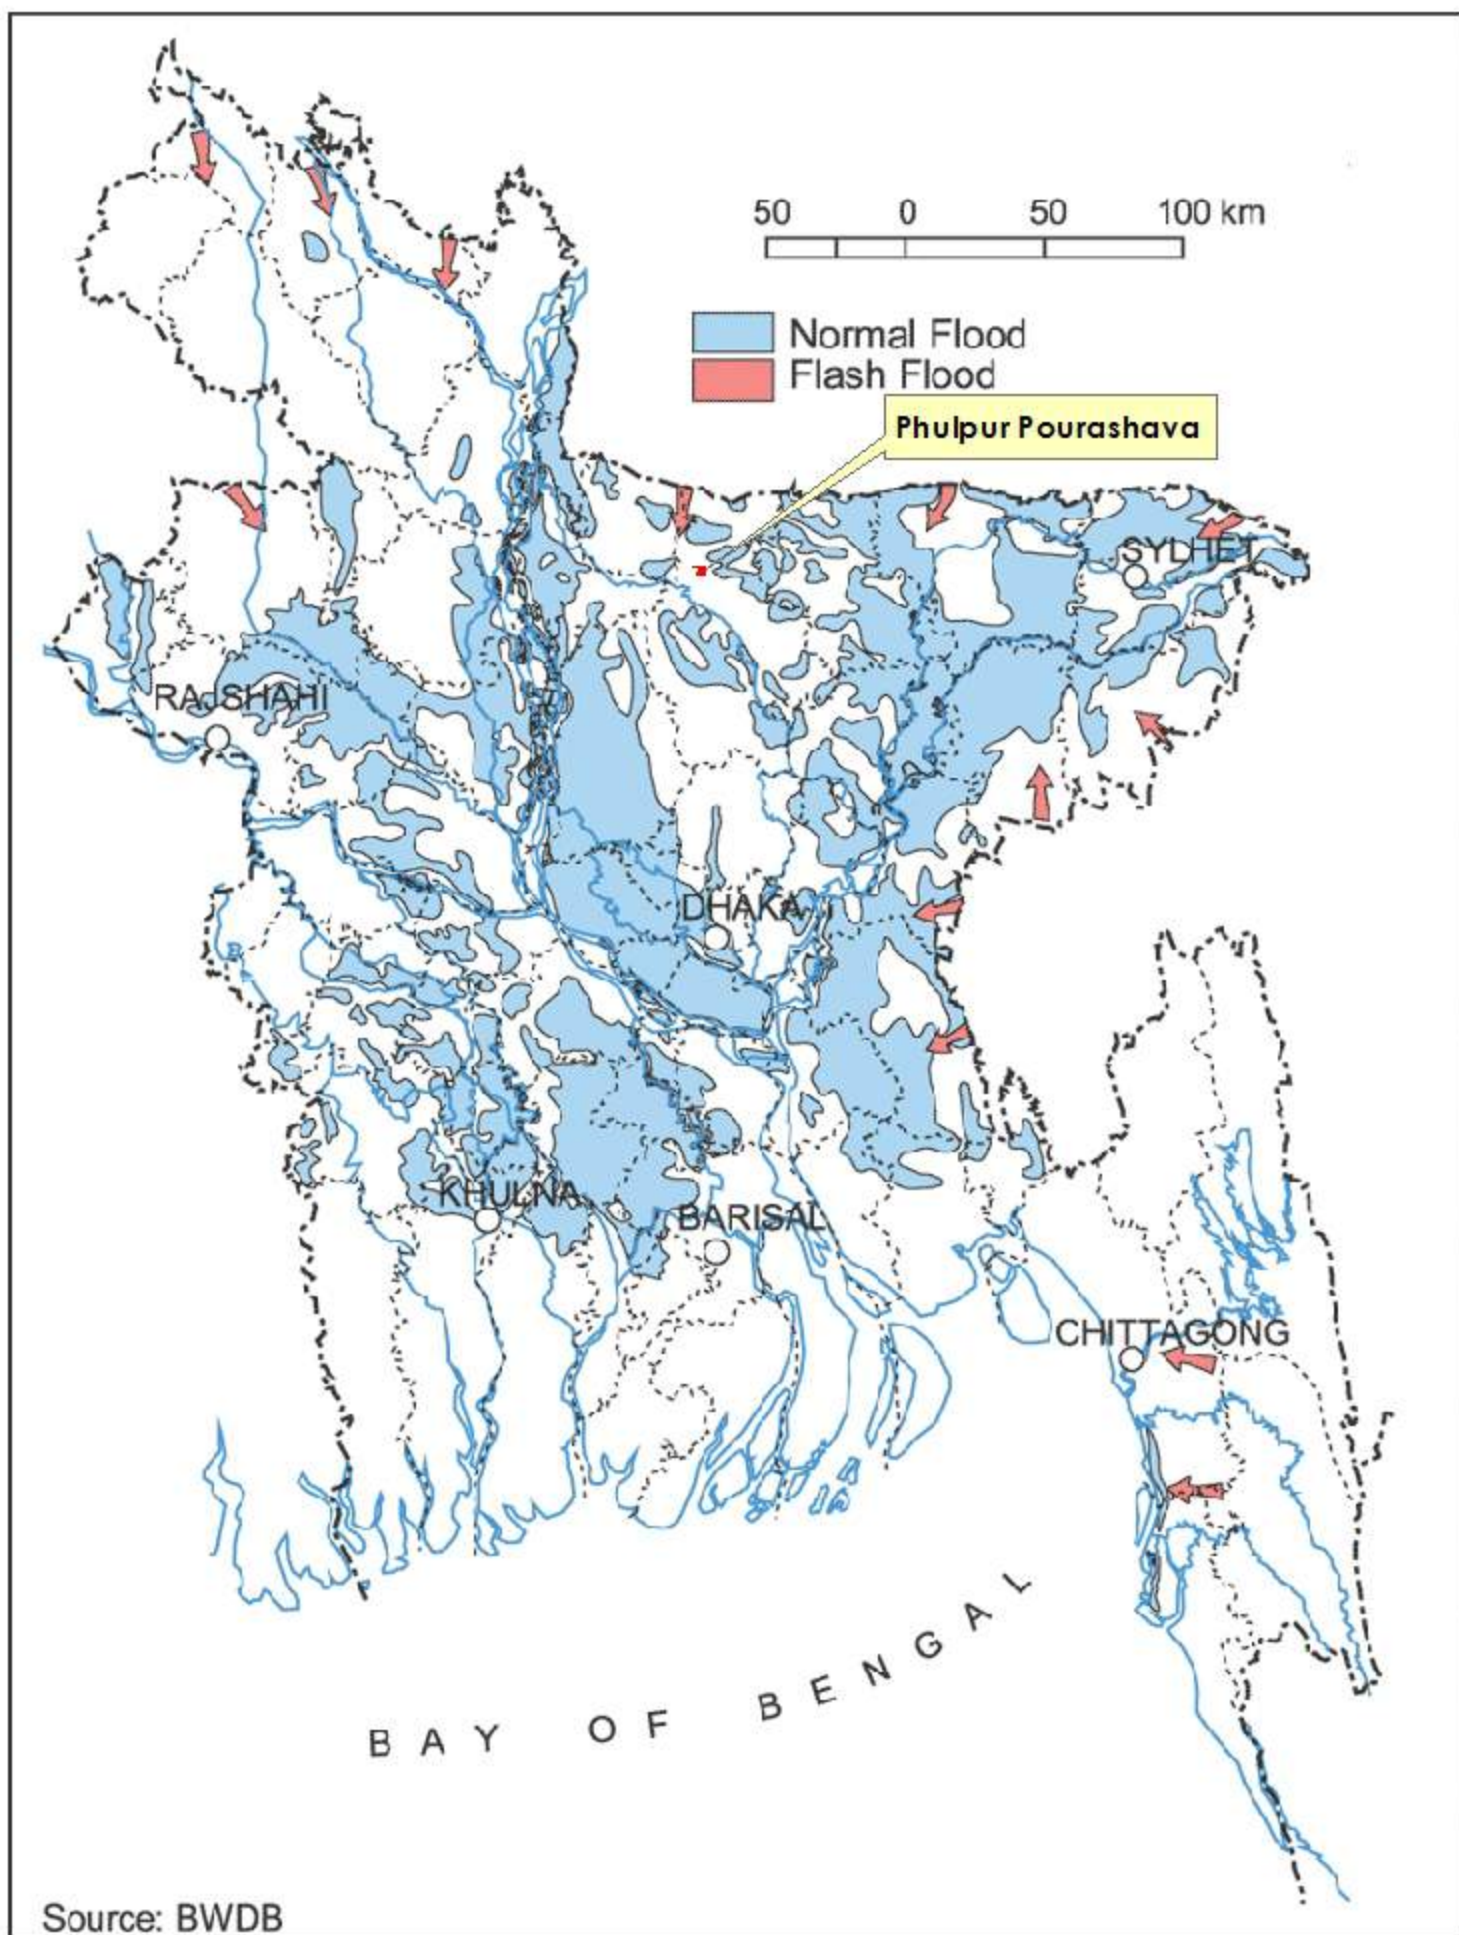 50 0 50 100 km
Normal Flood
Flash Flood
Phulpur Pourashava
SYLHET
RAJSHAHI
DHAKA
KHULNA
BARISAL
CHITTAGONG
BAY OF BENGAL
Source: BWDB